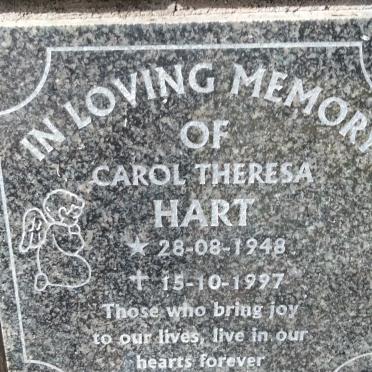 IN LOVING MEMORY
OF
CAROL THERESA
HART
★ 28-08-1948
✝ 15-10-1997
Those who bring joy
to our lives, live in our
hearts forever